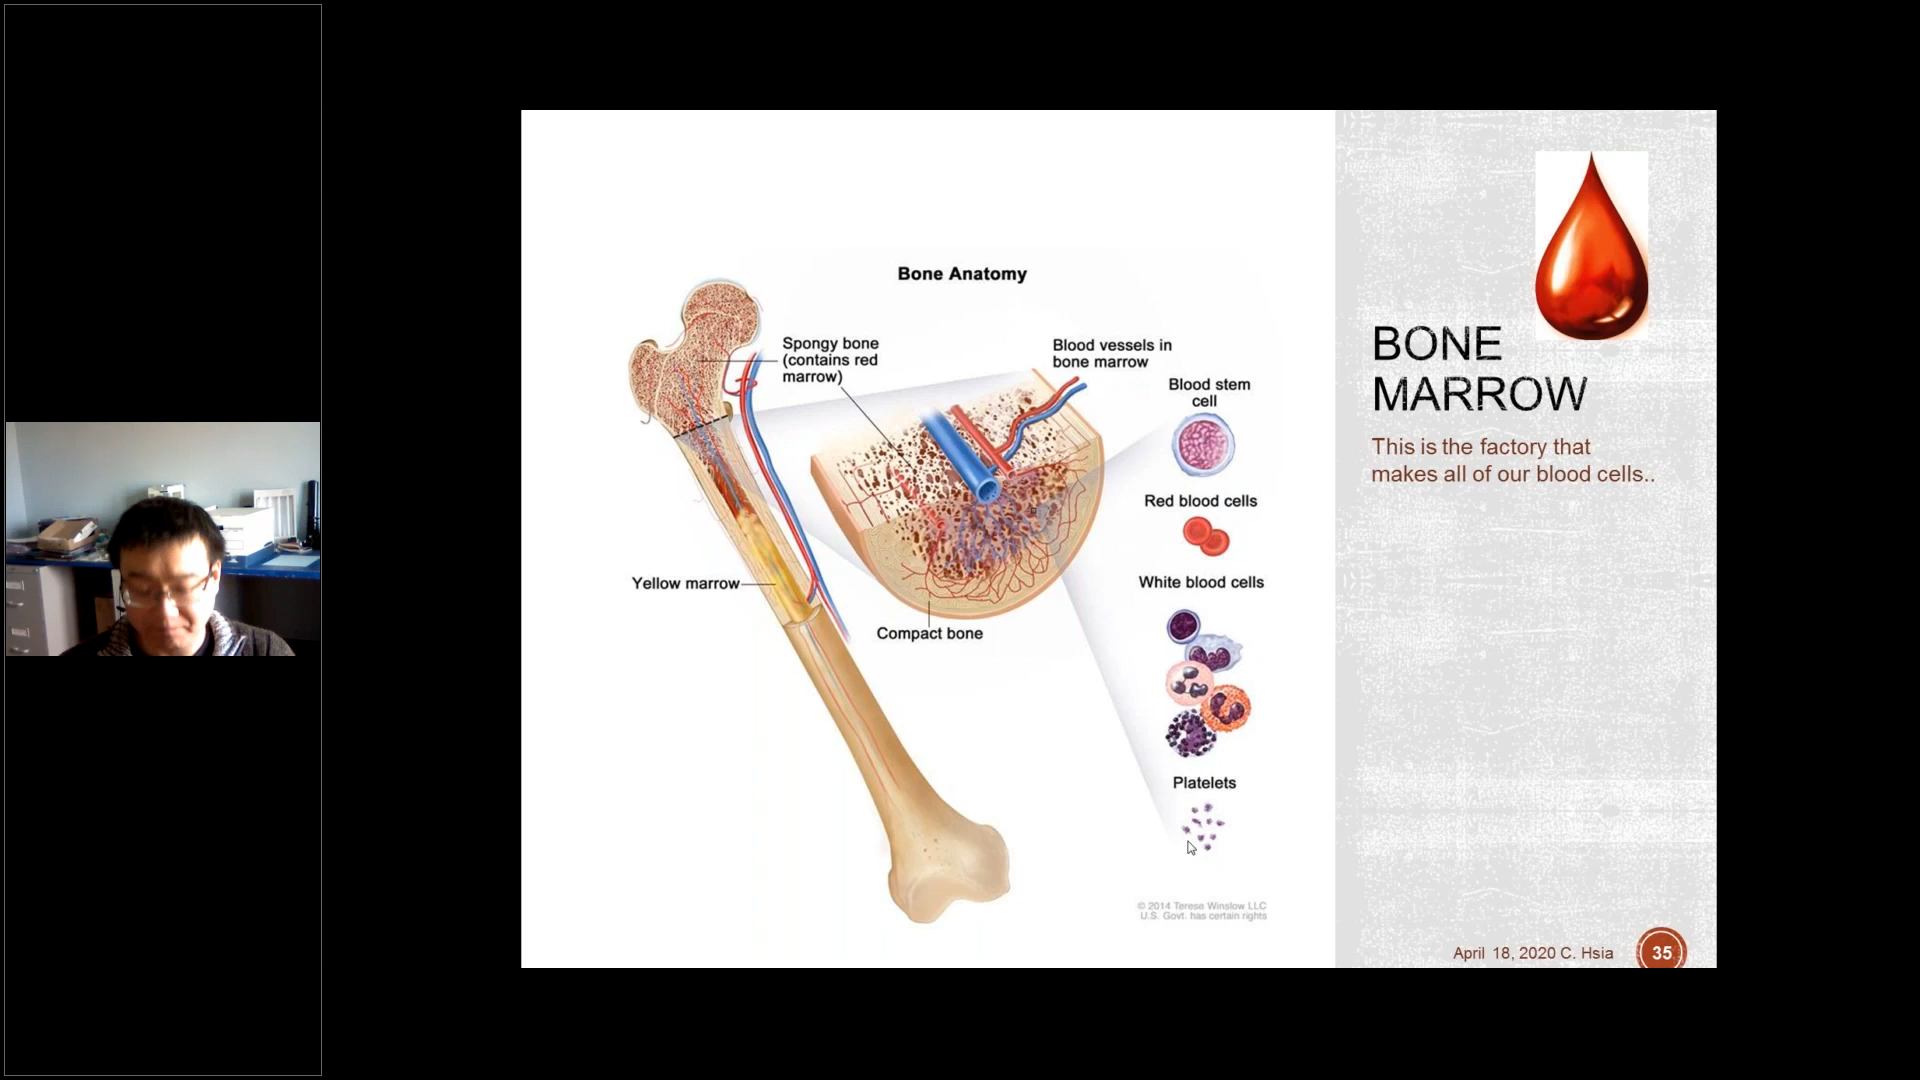 Bone Anatomy
Spongy bone
(contains red
marrow)
Blood vessels in
bone marrow
Blood stem
cell
Red blood cells
White blood cells
Yellow marrow
Compact bone
Platelets
© 2014 Terese Winslow LLC
U.S. Govt. has certain rights
BONE
MARROW
This is the factory that
makes all of our blood cells..
April 18, 2020 C. Hsia
35